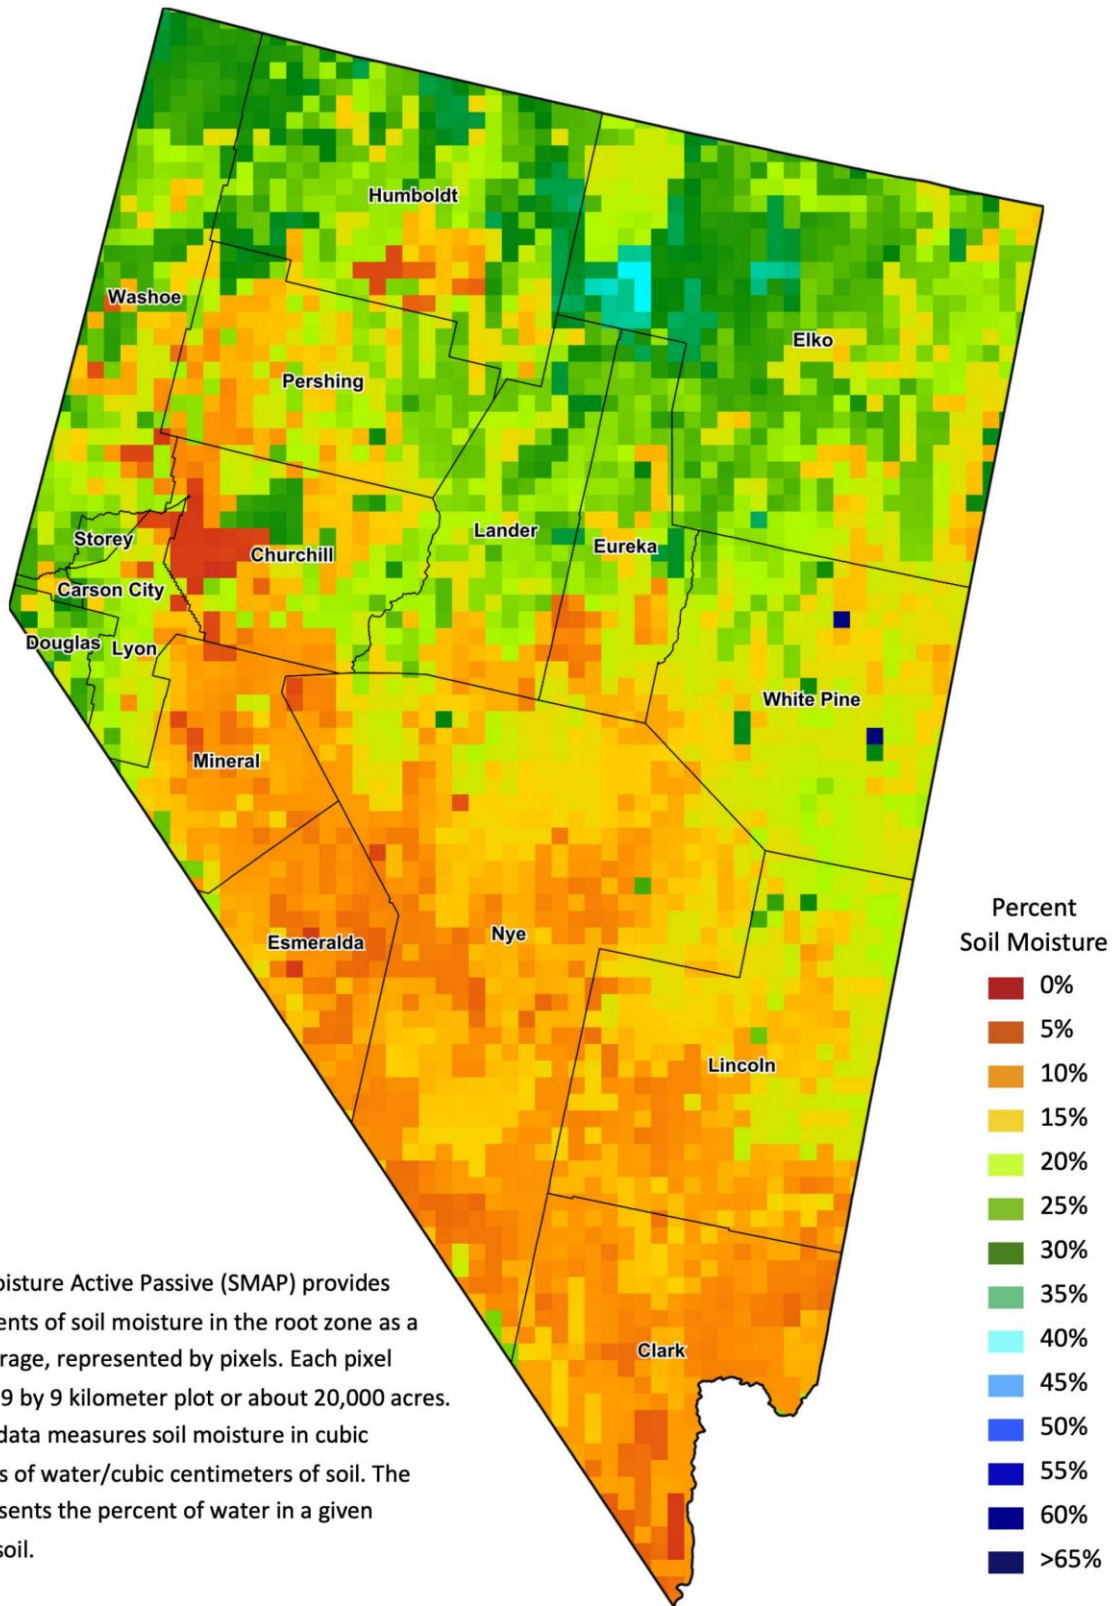 Humboldt
Washoe
Elko
Pershing
Lander
Storey
Eureka
Churchill
Carson City
Douglas
Lyon
White Pine
Mineral
Nye
Esmeralda
Lincoln
Clark
Percent
Soil Moisture
0%
5%
10%
15%
20%
25%
30%
35%
40%
45%
50%
55%
60%
>65%
oisture Active Passive (SMAP) provides
ents of soil moisture in the root zone as a
rage, represented by pixels. Each pixel
9 by 9 kilometer plot or about 20,000 acres.
data measures soil moisture in cubic
s of water/cubic centimeters of soil. The
sents the percent of water in a given
soil.